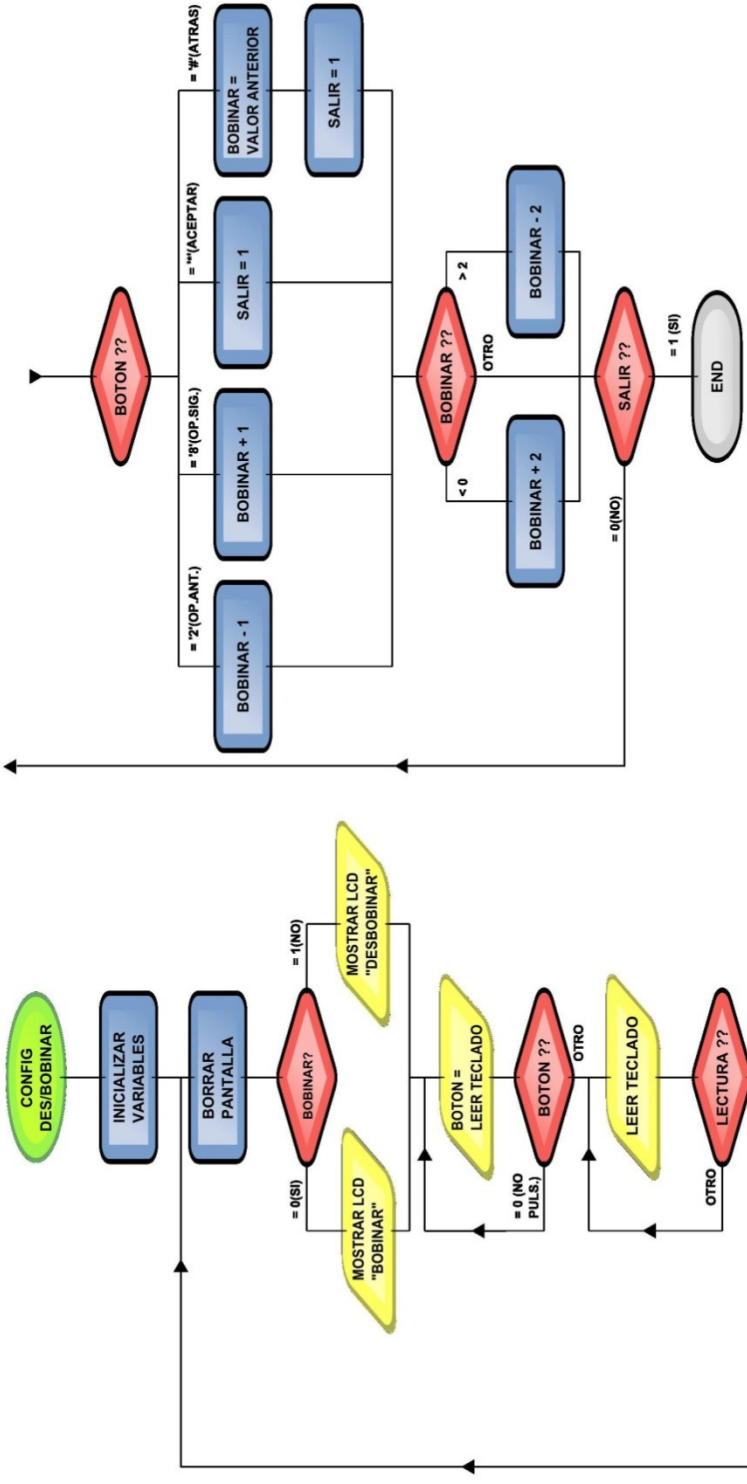 CONFIG
DES/BOBINAR
INICIALIZAR
VARIABLES
BORRAR
PANTALLA
BOBINAR?
= 0(SI)
= 1(NO)
MOSTRAR LCD
"BOBINAR"
MOSTRAR LCD
"DESBOBINAR"
BOTON =
LEER TECLADO
BOTON ??
= 0 (NO
PULS.)
OTRO
LEER TECLADO
LECTURA ??
OTRO
BOTON ??
= '2'(OP.ANT.)
= '8'(OP.SIG.)
= '*'(ACEPTAR)
= '#'(ATRAS)
BOBINAR - 1
BOBINAR + 1
SALIR = 1
BOBINAR =
VALOR ANTERIOR
SALIR = 1
BOBINAR ??
< 0
> 2
OTRO
BOBINAR + 2
BOBINAR - 2
SALIR ??
= 0(NO)
= 1 (SI)
END